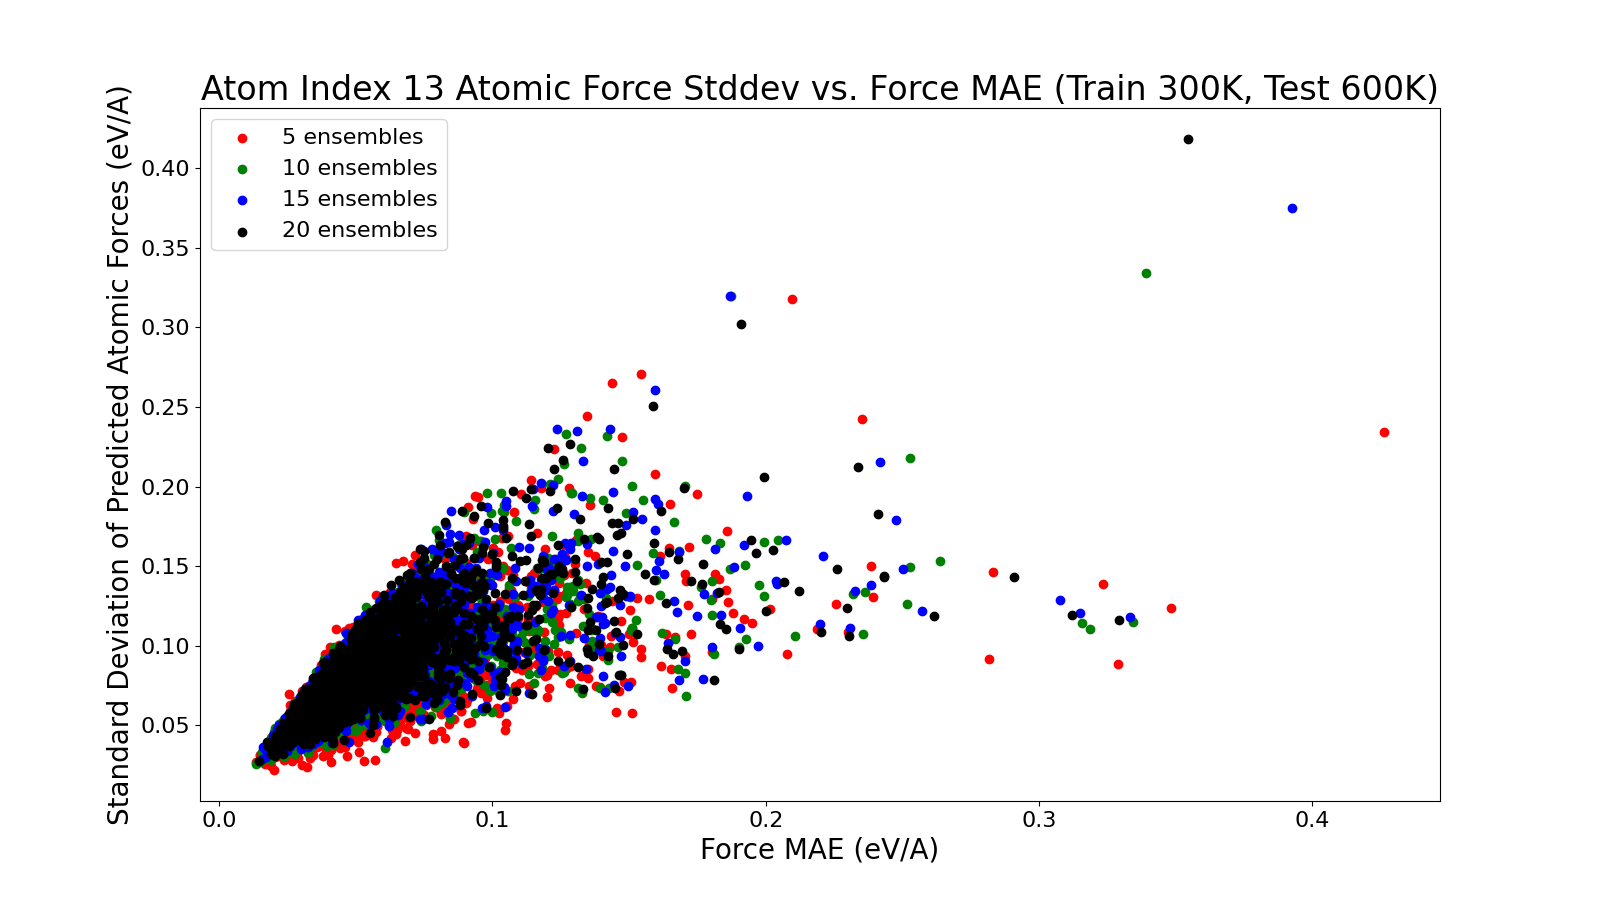 Atom Index 13 Atomic Force Stddev vs. Force MAE (Train 300K, Test 600K)
5 ensembles
10 ensembles
15 ensembles
20 ensembles
Standard Deviation of Predicted Atomic Forces (eV/A)
0.40
0.35
0.30
0.25
0.20
0.15
0.10
0.05
0.0 0.1 0.2 0.3 0.4
Force MAE (eV/A)